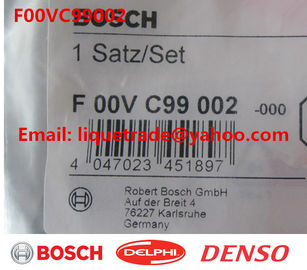 F00VC99002
BOSCH
1 Satz/Set
F 00V C99 002 -000
Email: liquetrade@yahoo.com
4 047023 451897
Robert Bosch GmbH
Auf der Breit 4
76227 Karlsruhe
Germany
BOSCH DELPHI DENSO